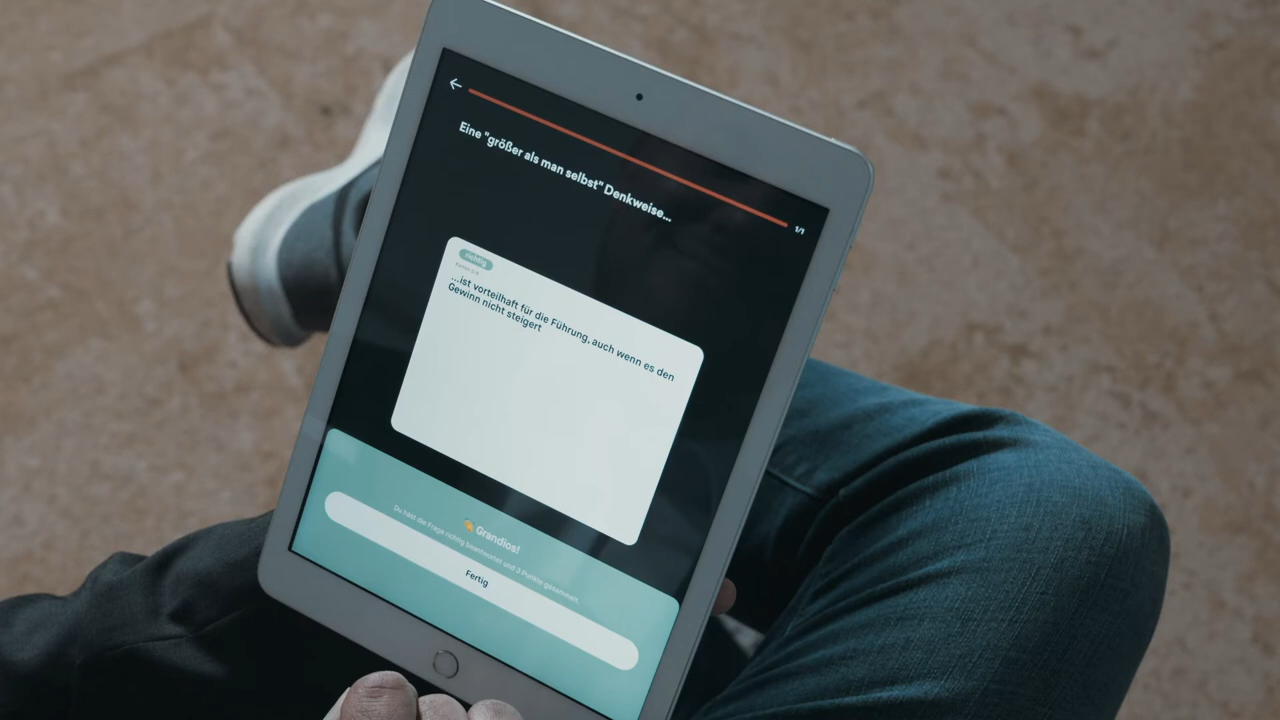 Eine "größer als man selbst" Denkweise...
1/1
richtig
...ist vorteilhaft für die Führung, auch wenn es den
Gewinn nicht steigert
Grandios!
Du hast die Frage richtig beantwortet und 3 Punkte gesammelt.
Fertig